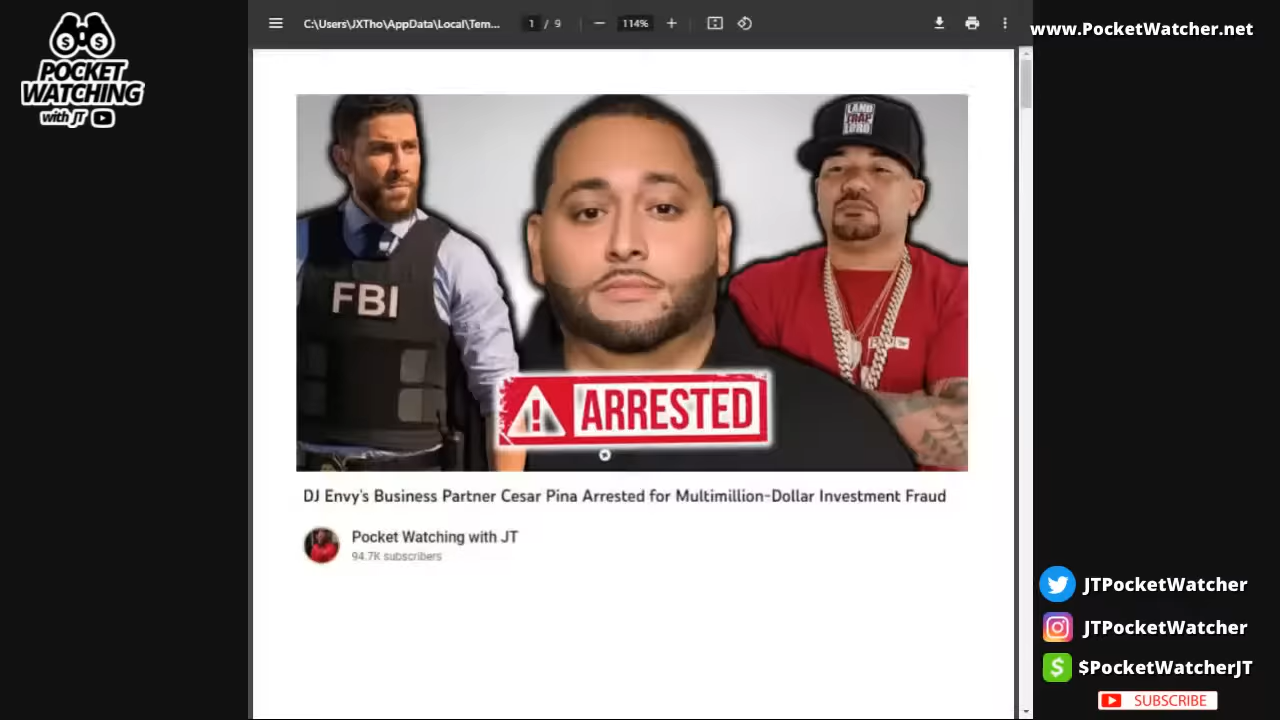 C:\Users\JXTho\AppData\Local\Tem...
1 / 9
114%
www.PocketWatcher.net
POCKET
WATCHING
with JT
LAND
TRAP
LORD
FBI
ARRESTED
DJ Envy's Business Partner Cesar Pina Arrested for Multimillion-Dollar Investment Fraud
Pocket Watching with JT
94.7K subscribers
JTPocketWatcher
JTPocketWatcher
$PocketWatcherJT
SUBSCRIBE